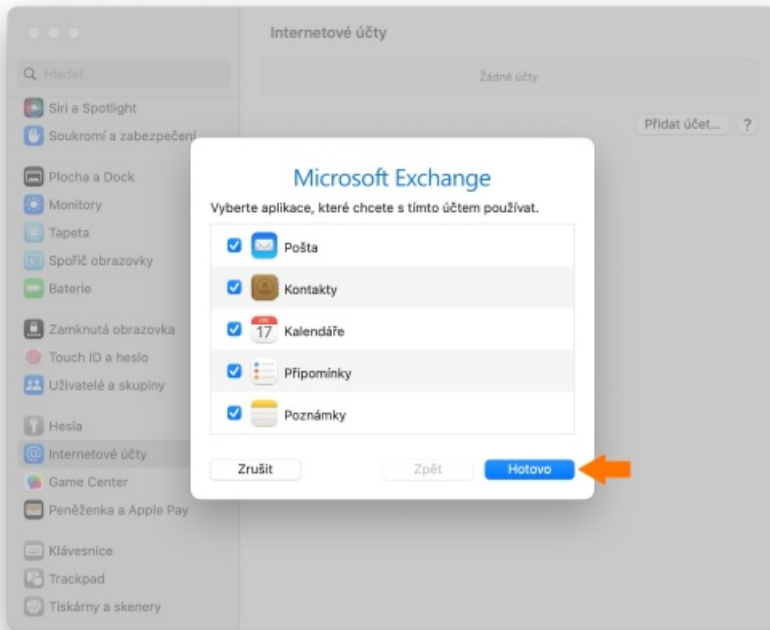 Internetové účty
Hledat
Žádné účty
Siri a Spotlight
Přidat účet...
?
Soukromí a zabezpečení
Plocha a Dock
Monitory
Tapeta
Spořič obrazovky
Baterie
Zamknutá obrazovka
Touch ID a heslo
Uživatelé a skupiny
Hesla
Internetové účty
Game Center
Peněženka a Apple Pay
Klávesnice
Trackpad
Tiskárny a skenery
Microsoft Exchange
Vyberte aplikace, které chcete s tímto účtem používat.
Pošta
Kontakty
17
Kalendáře
Připomínky
Poznámky
Zrušit
Zpět
Hotovo